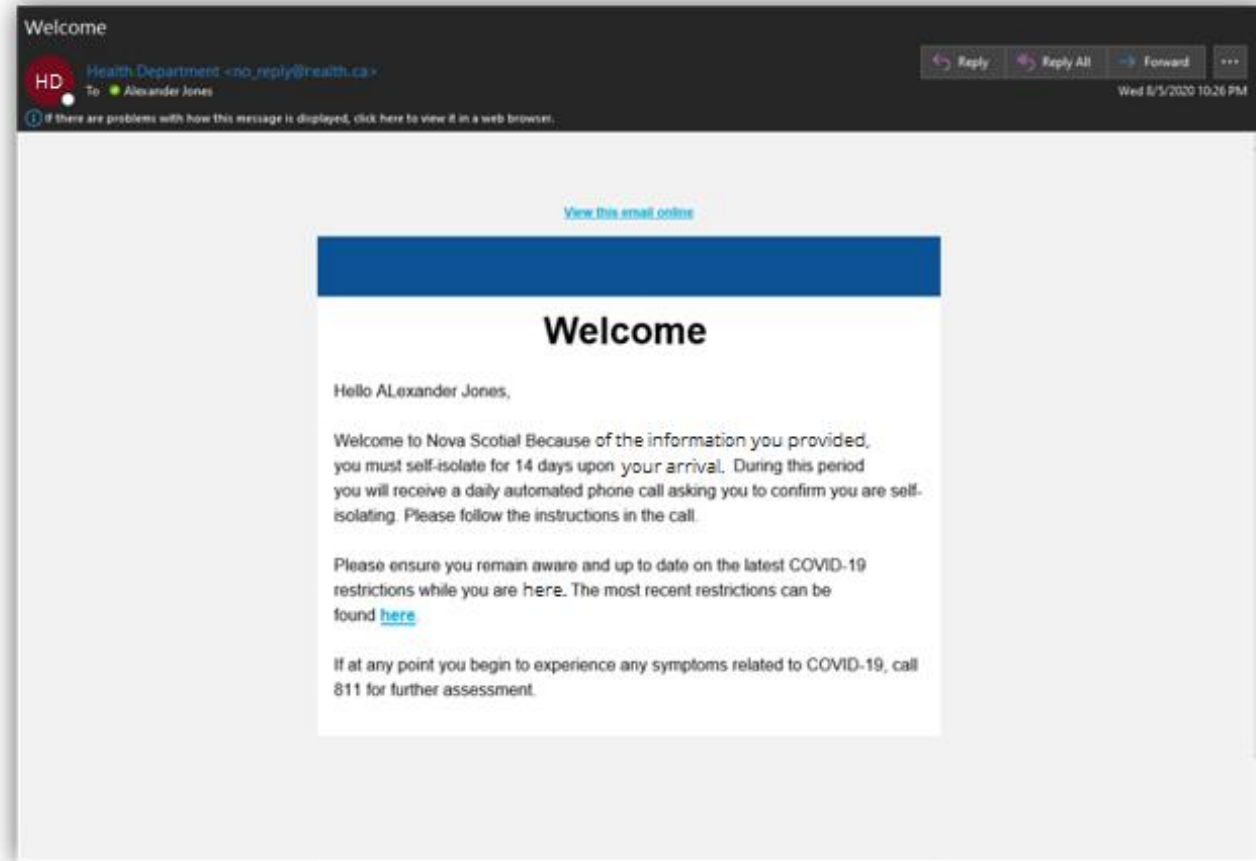 Welcome
Health Department <no_reply@health.ca>
HD
To Alexander Jones
Reply
Reply All
Forward
...
Wed 8/5/2020 10:26 PM
If there are problems with how this message is displayed, click here to view it in a web browser.
View this email online
Welcome
Hello ALexander Jones,
Welcome to Nova Scotial Because of the information you provided,
you must self-isolate for 14 days upon your arrival. During this period
you will receive a daily automated phone call asking you to confirm you are self-
isolating. Please follow the instructions in the call.
Please ensure you remain aware and up to date on the latest COVID-19
restrictions while you are here. The most recent restrictions can be
found here.
If at any point you begin to experience any symptoms related to COVID-19, call
811 for further assessment.